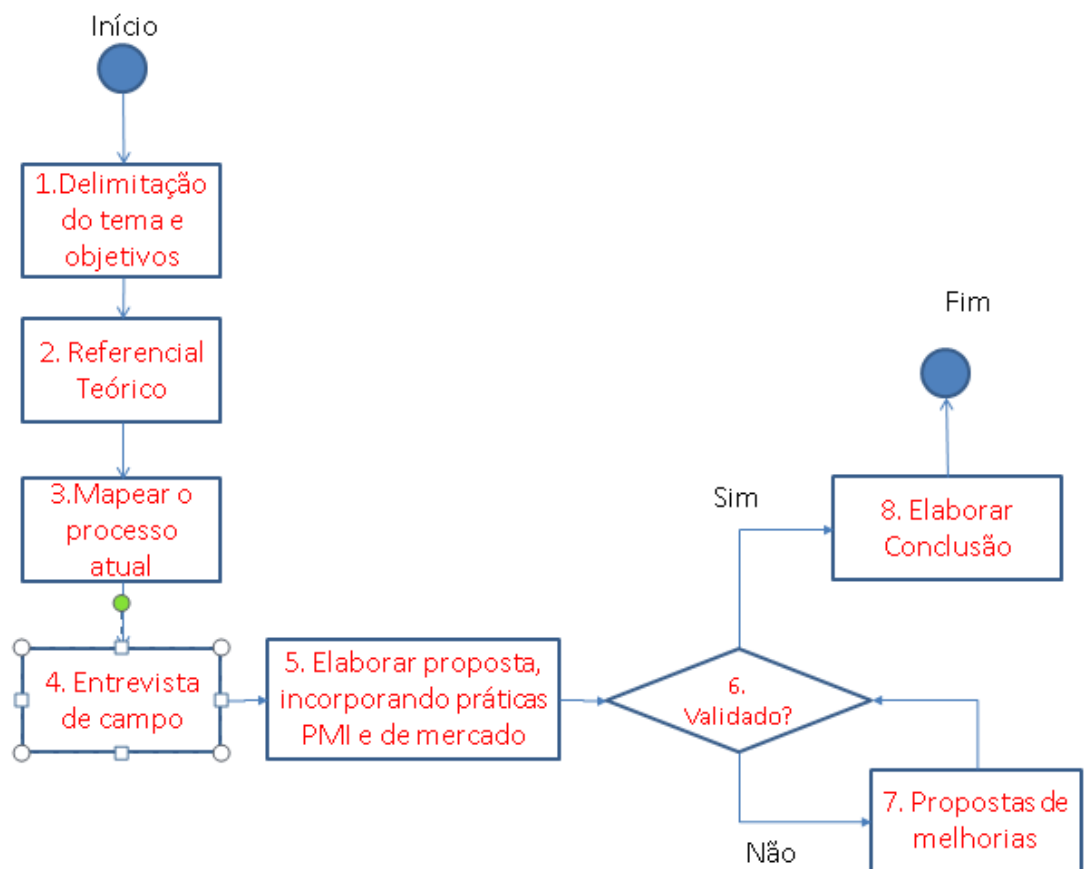 Início
1.Delimitação
do tema e
objetivos
2. Referencial
Teórico
3.Mapear o
processo
atual
4. Entrevista
de campo
5. Elaborar proposta,
incorporando práticas
PMI e de mercado
6.
Validado?
Sim
Não
7. Propostas de
melhorias
8. Elaborar
Conclusão
Fim